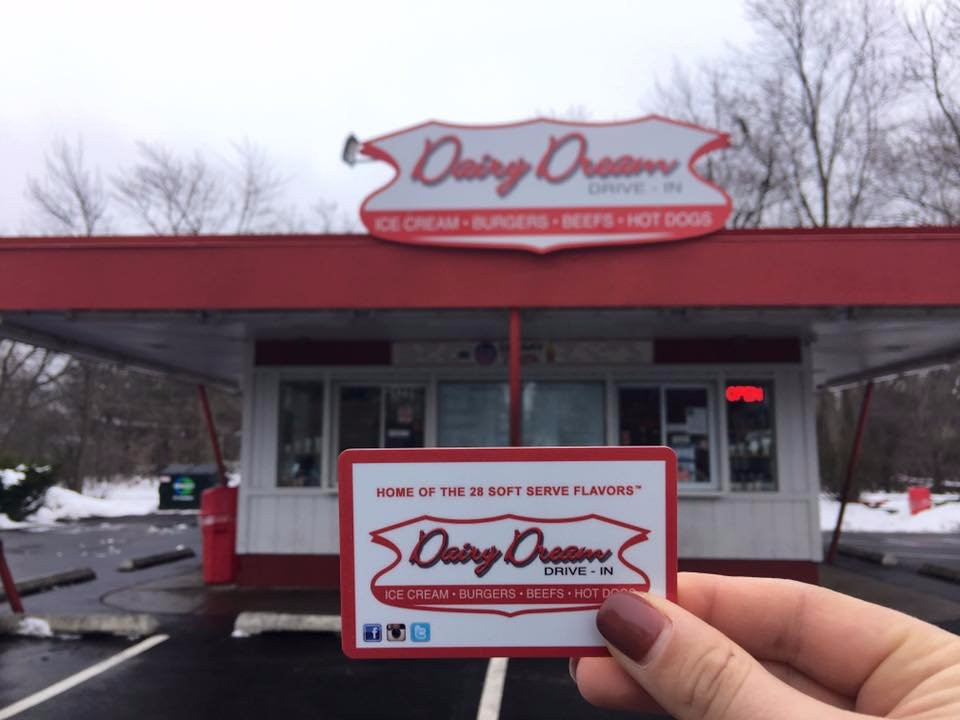 Dairy Dream
DRIVE - IN
ICE CREAM • BURGERS • BEEFS • HOT DOGS
OPEN
HOME OF THE 28 SOFT SERVE FLAVORS™
Dairy Dream
DRIVE - IN
ICE CREAM • BURGERS • BEEFS • HOT DOGS